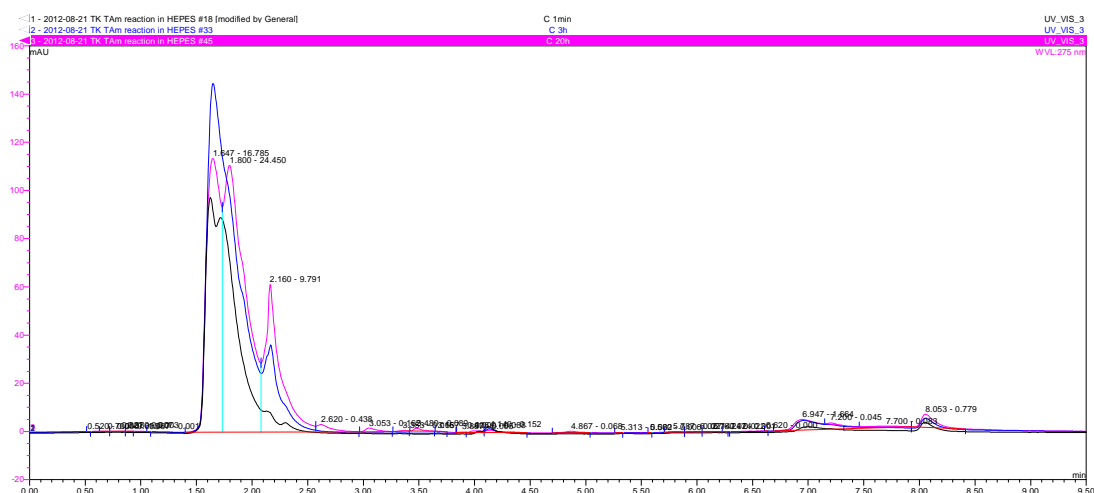 1 - 2012-08-21 TK TAm reaction in HEPES #18 [modified by General] C 1min UV_VIS_3
2 - 2012-08-21 TK TAm reaction in HEPES #33 C 3h UV_VIS_3
3 - 2012-08-21 TK TAm reaction in HEPES #45 C 20h UV_VIS_3
160
mAU
WVL:275 nm
140
120
1.647 - 16.785
1.800 - 24.450
100
80
60
2.160 - 9.791
40
20
2.620 - 0.438
4.867 - 0.068
6.947 - 1.664
7.200 - 0.045
7.700 - 0.083
8.053 - 0.779
0
-20
min
0.00 0.50 1.00 1.50 2.00 2.50 3.00 3.50 4.00 4.50 5.00 5.50 6.00 6.50 7.00 7.50 8.00 8.50 9.00 9.50